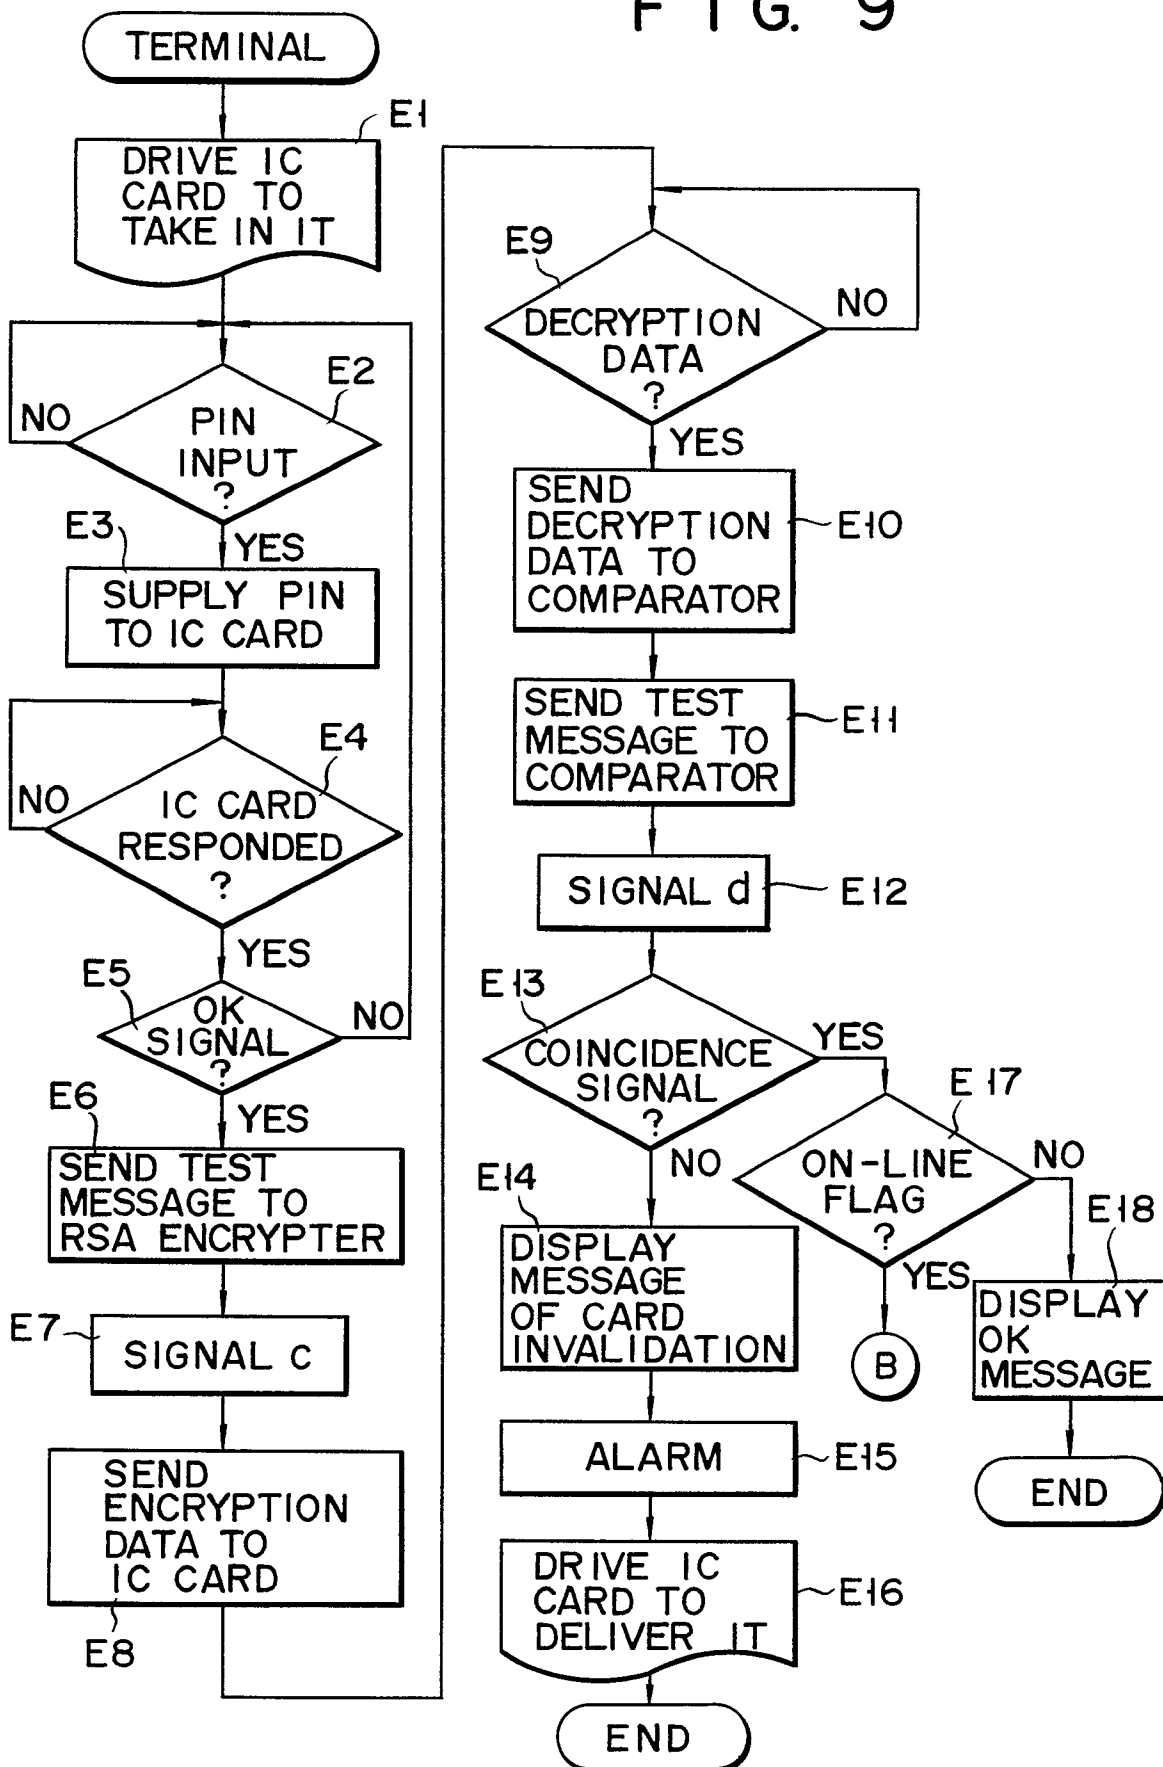 FIG. 9
TERMINAL
E1
DRIVE IC
CARD TO
TAKE IN IT
E2
NO
PIN
INPUT
?
YES
E3
SUPPLY PIN
TO IC CARD
E4
NO
IC CARD
RESPONDED
?
YES
E5
OK
SIGNAL
?
NO
YES
E6
SEND TEST
MESSAGE TO
RSA ENCRYPTER
E7
SIGNAL c
SEND
ENCRYPTION
DATA TO
IC CARD
E8
E9
DECRYPTION
DATA
?
NO
YES
SEND
DECRYPTION
DATA TO
COMPARATOR
E10
SEND TEST
MESSAGE TO
COMPARATOR
E11
SIGNAL d
E12
E13
COINCIDENCE
SIGNAL
?
YES
NO
E14
DISPLAY
MESSAGE
OF CARD
INVALIDATION
ALARM
E15
DRIVE IC
CARD TO
DELIVER IT
E16
END
E17
ON-LINE
FLAG
?
NO
YES
B
E18
DISPLAY
OK
MESSAGE
END